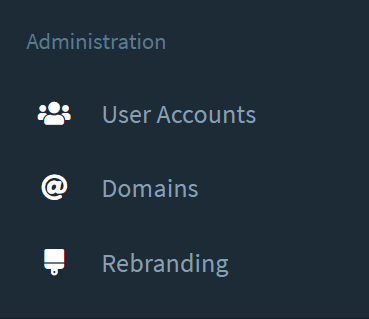 Administration
User Accounts
Domains
Rebranding